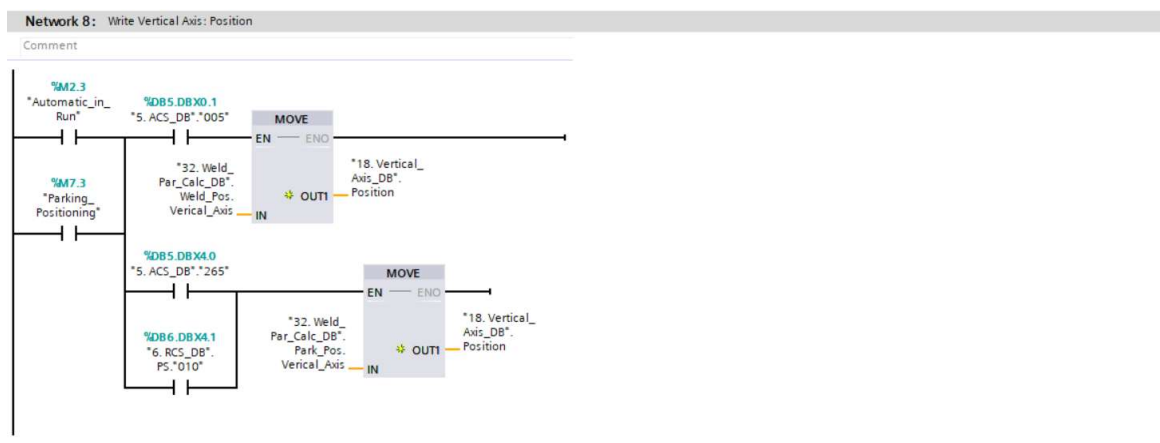 Network 8: Write Vertical Axis: Position
Comment
%M2.3
"Automatic_in_
Run"
%DB5.DBX0.1
"5. ACS_DB"."005"
MOVE
EN
ENO
"32. Weld_
Par_Calc_DB".
Weld_Pos.
Verical_Axis
IN
OUT1
"18. Vertical_
Axis_DB".
Position
%M7.3
"Parking_
Positioning"
%DB5.DBX4.0
"5. ACS_DB"."265"
MOVE
EN
ENO
"32. Weld_
Par_Calc_DB".
Park_Pos.
Verical_Axis
IN
OUT1
"18. Vertical_
Axis_DB".
Position
%DB6.DBX4.1
"6. RCS_DB".
PS."010"